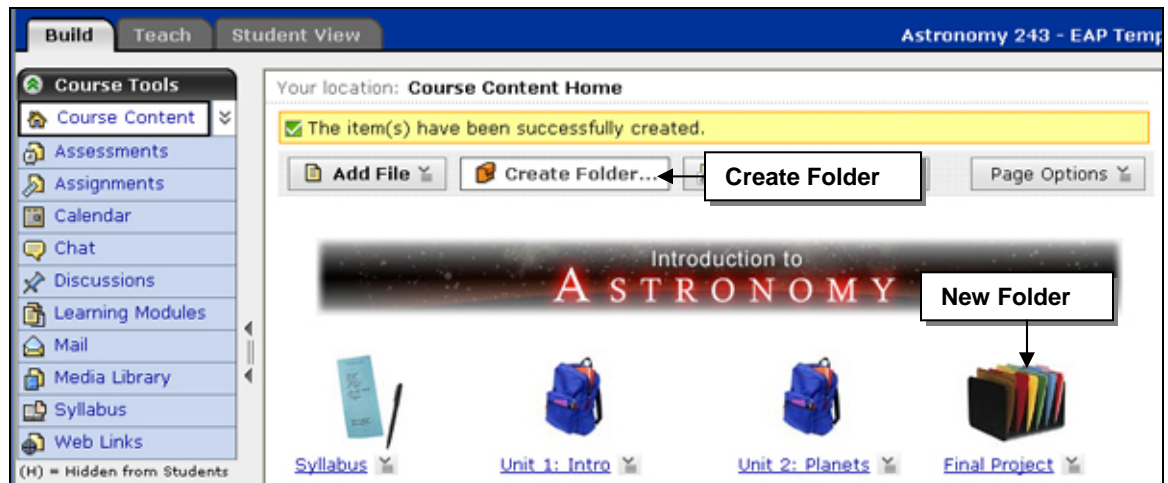 Build Teach Student View Astronomy 243 - EAP Temp
Course Tools
Course Content
Assessments
Assignments
Calendar
Chat
Discussions
Learning Modules
Mail
Media Library
Syllabus
Web Links
(H) = Hidden from Students
Your location: Course Content Home
The item(s) have been successfully created.
Add File Create Folder... Create Folder Page Options
Introduction to
ASTRONOMY
New Folder
Syllabus Unit 1: Intro Unit 2: Planets Final Project